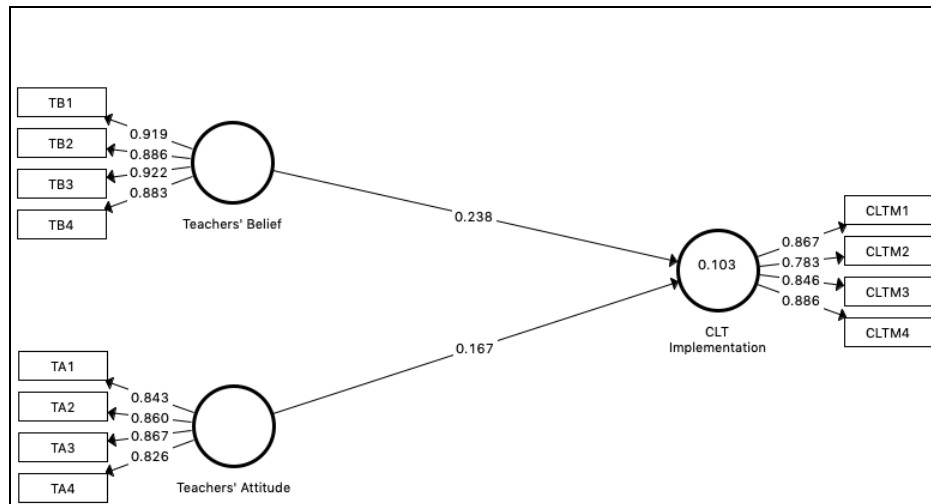 TB1
0.919
TB2
0.886
TB3
0.922
TB4
0.883
Teachers' Belief
0.238
CLTM1
0.867
CLTM2
0.783
0.103
CLTM3
0.846
0.886
CLTM4
CLT
Implementation
0.167
TA1
0.843
TA2
0.860
TA3
0.867
0.826
TA4
Teachers' Attitude